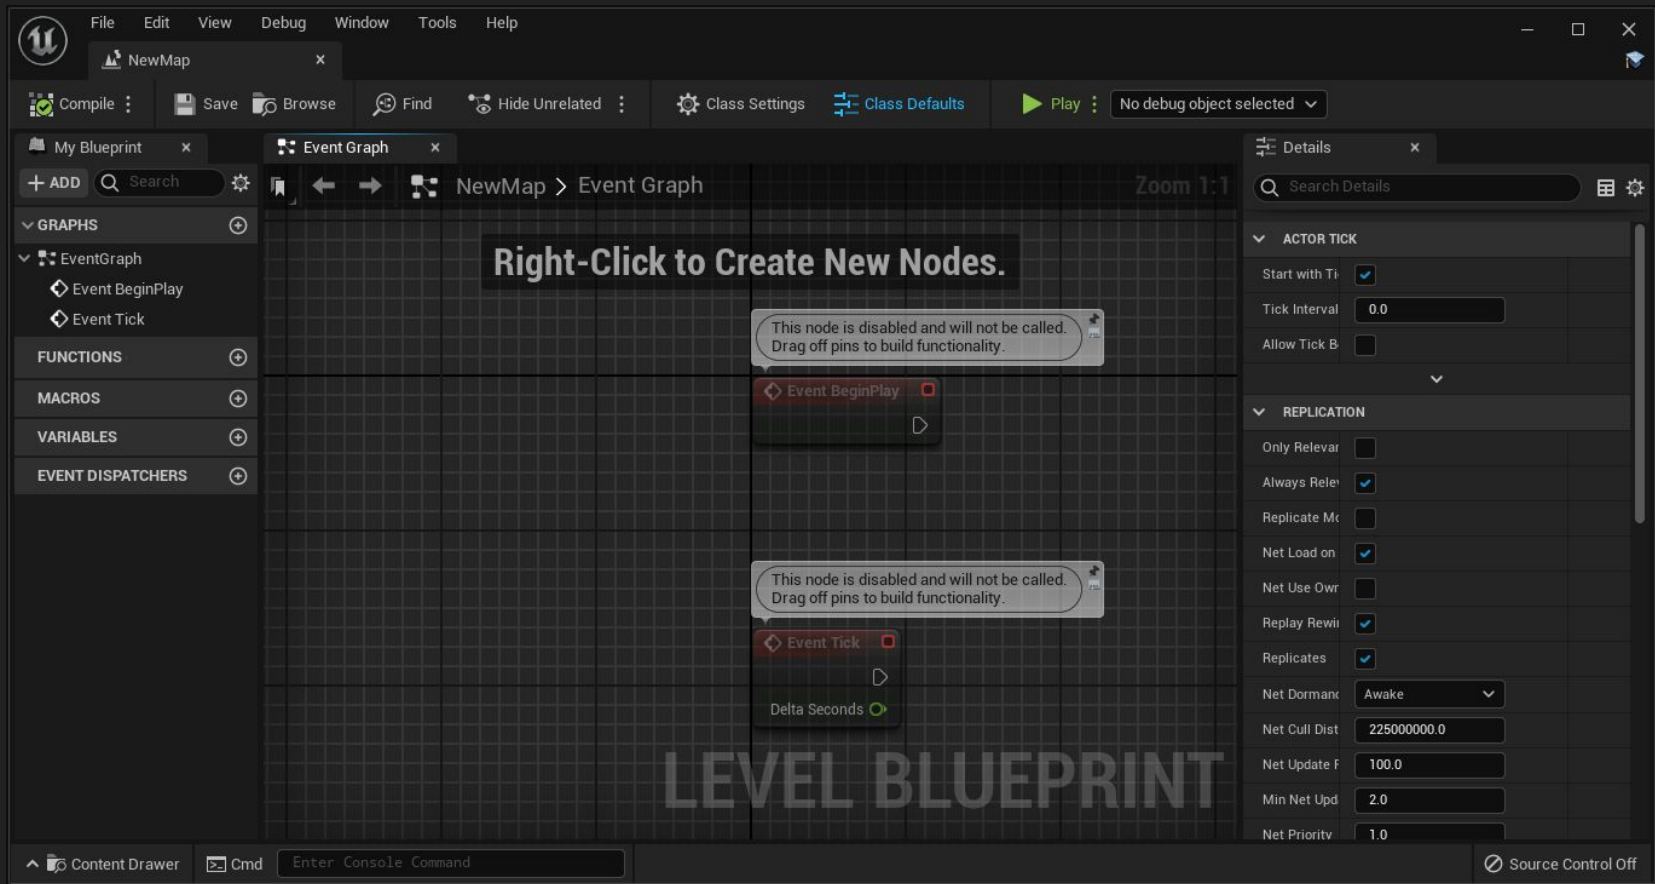 File Edit View Debug Window Tools Help
NewMap
Compile Save Browse Find Hide Unrelated Class Settings Class Defaults Play No debug object selected
My Blueprint
Event Graph
Details
+ ADD Search
NewMap > Event Graph
Zoom 1:1
Search Details
GRAPHS
EventGraph
Event BeginPlay
Event Tick
FUNCTIONS
MACROS
VARIABLES
EVENT DISPATCHERS
Right-Click to Create New Nodes.
This node is disabled and will not be called.
Drag off pins to build functionality.
Event BeginPlay
This node is disabled and will not be called.
Drag off pins to build functionality.
Event Tick
Delta Seconds
LEVEL BLUEPRINT
ACTOR TICK
Start with Ti
Tick Interval 0.0
Allow Tick B
REPLICATION
Only Relevan
Always Relev
Replicate Mo
Net Load on
Net Use Own
Replay Rewin
Replicates
Net Dormanc Awake
Net Cull Dist 225000000.0
Net Update F 100.0
Min Net Upd 2.0
Net Priority 1.0
Content Drawer Cmd Enter Console Command Source Control Off